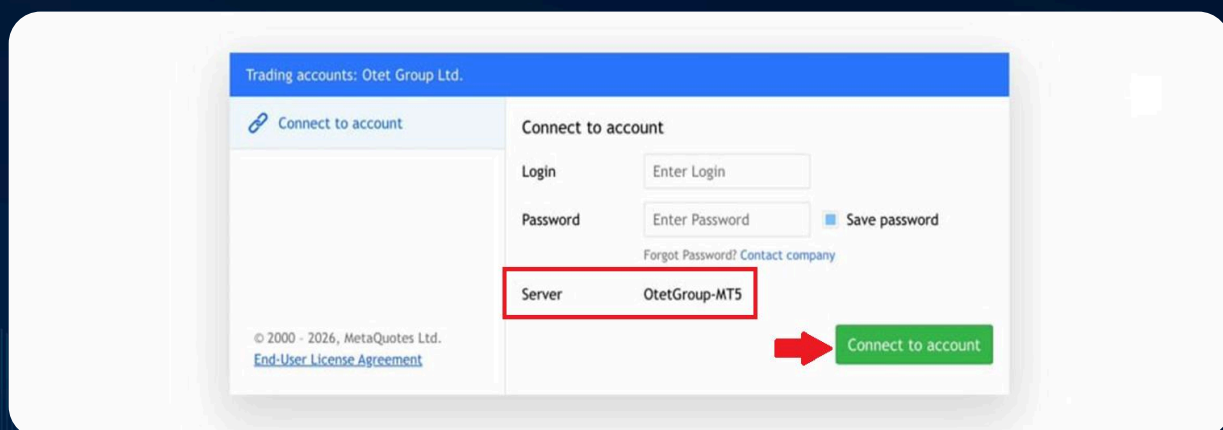 Trading accounts: Otet Group Ltd.
Connect to account
Connect to account
Login Enter Login
Password Enter Password Save password
Forgot Password? Contact company
Server OtetGroup-MT5
© 2000 - 2026, MetaQuotes Ltd.
End-User License Agreement
Connect to account